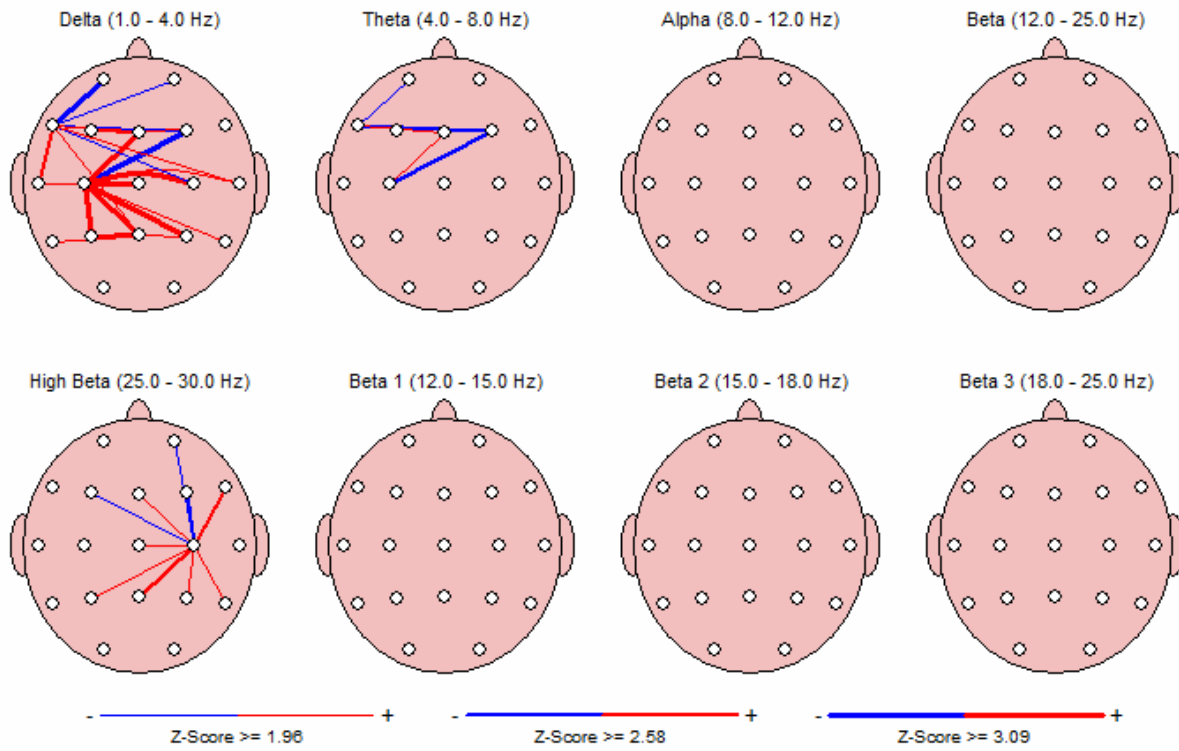 Delta (1.0 - 4.0 Hz) Theta (4.0 - 8.0 Hz) Alpha (8.0 - 12.0 Hz) Beta (12.0 - 25.0 Hz)
High Beta (25.0 - 30.0 Hz) Beta 1 (12.0 - 15.0 Hz) Beta 2 (15.0 - 18.0 Hz) Beta 3 (18.0 - 25.0 Hz)
- + - + - +
Z-Score >= 1.96 Z-Score >= 2.58 Z-Score >= 3.09